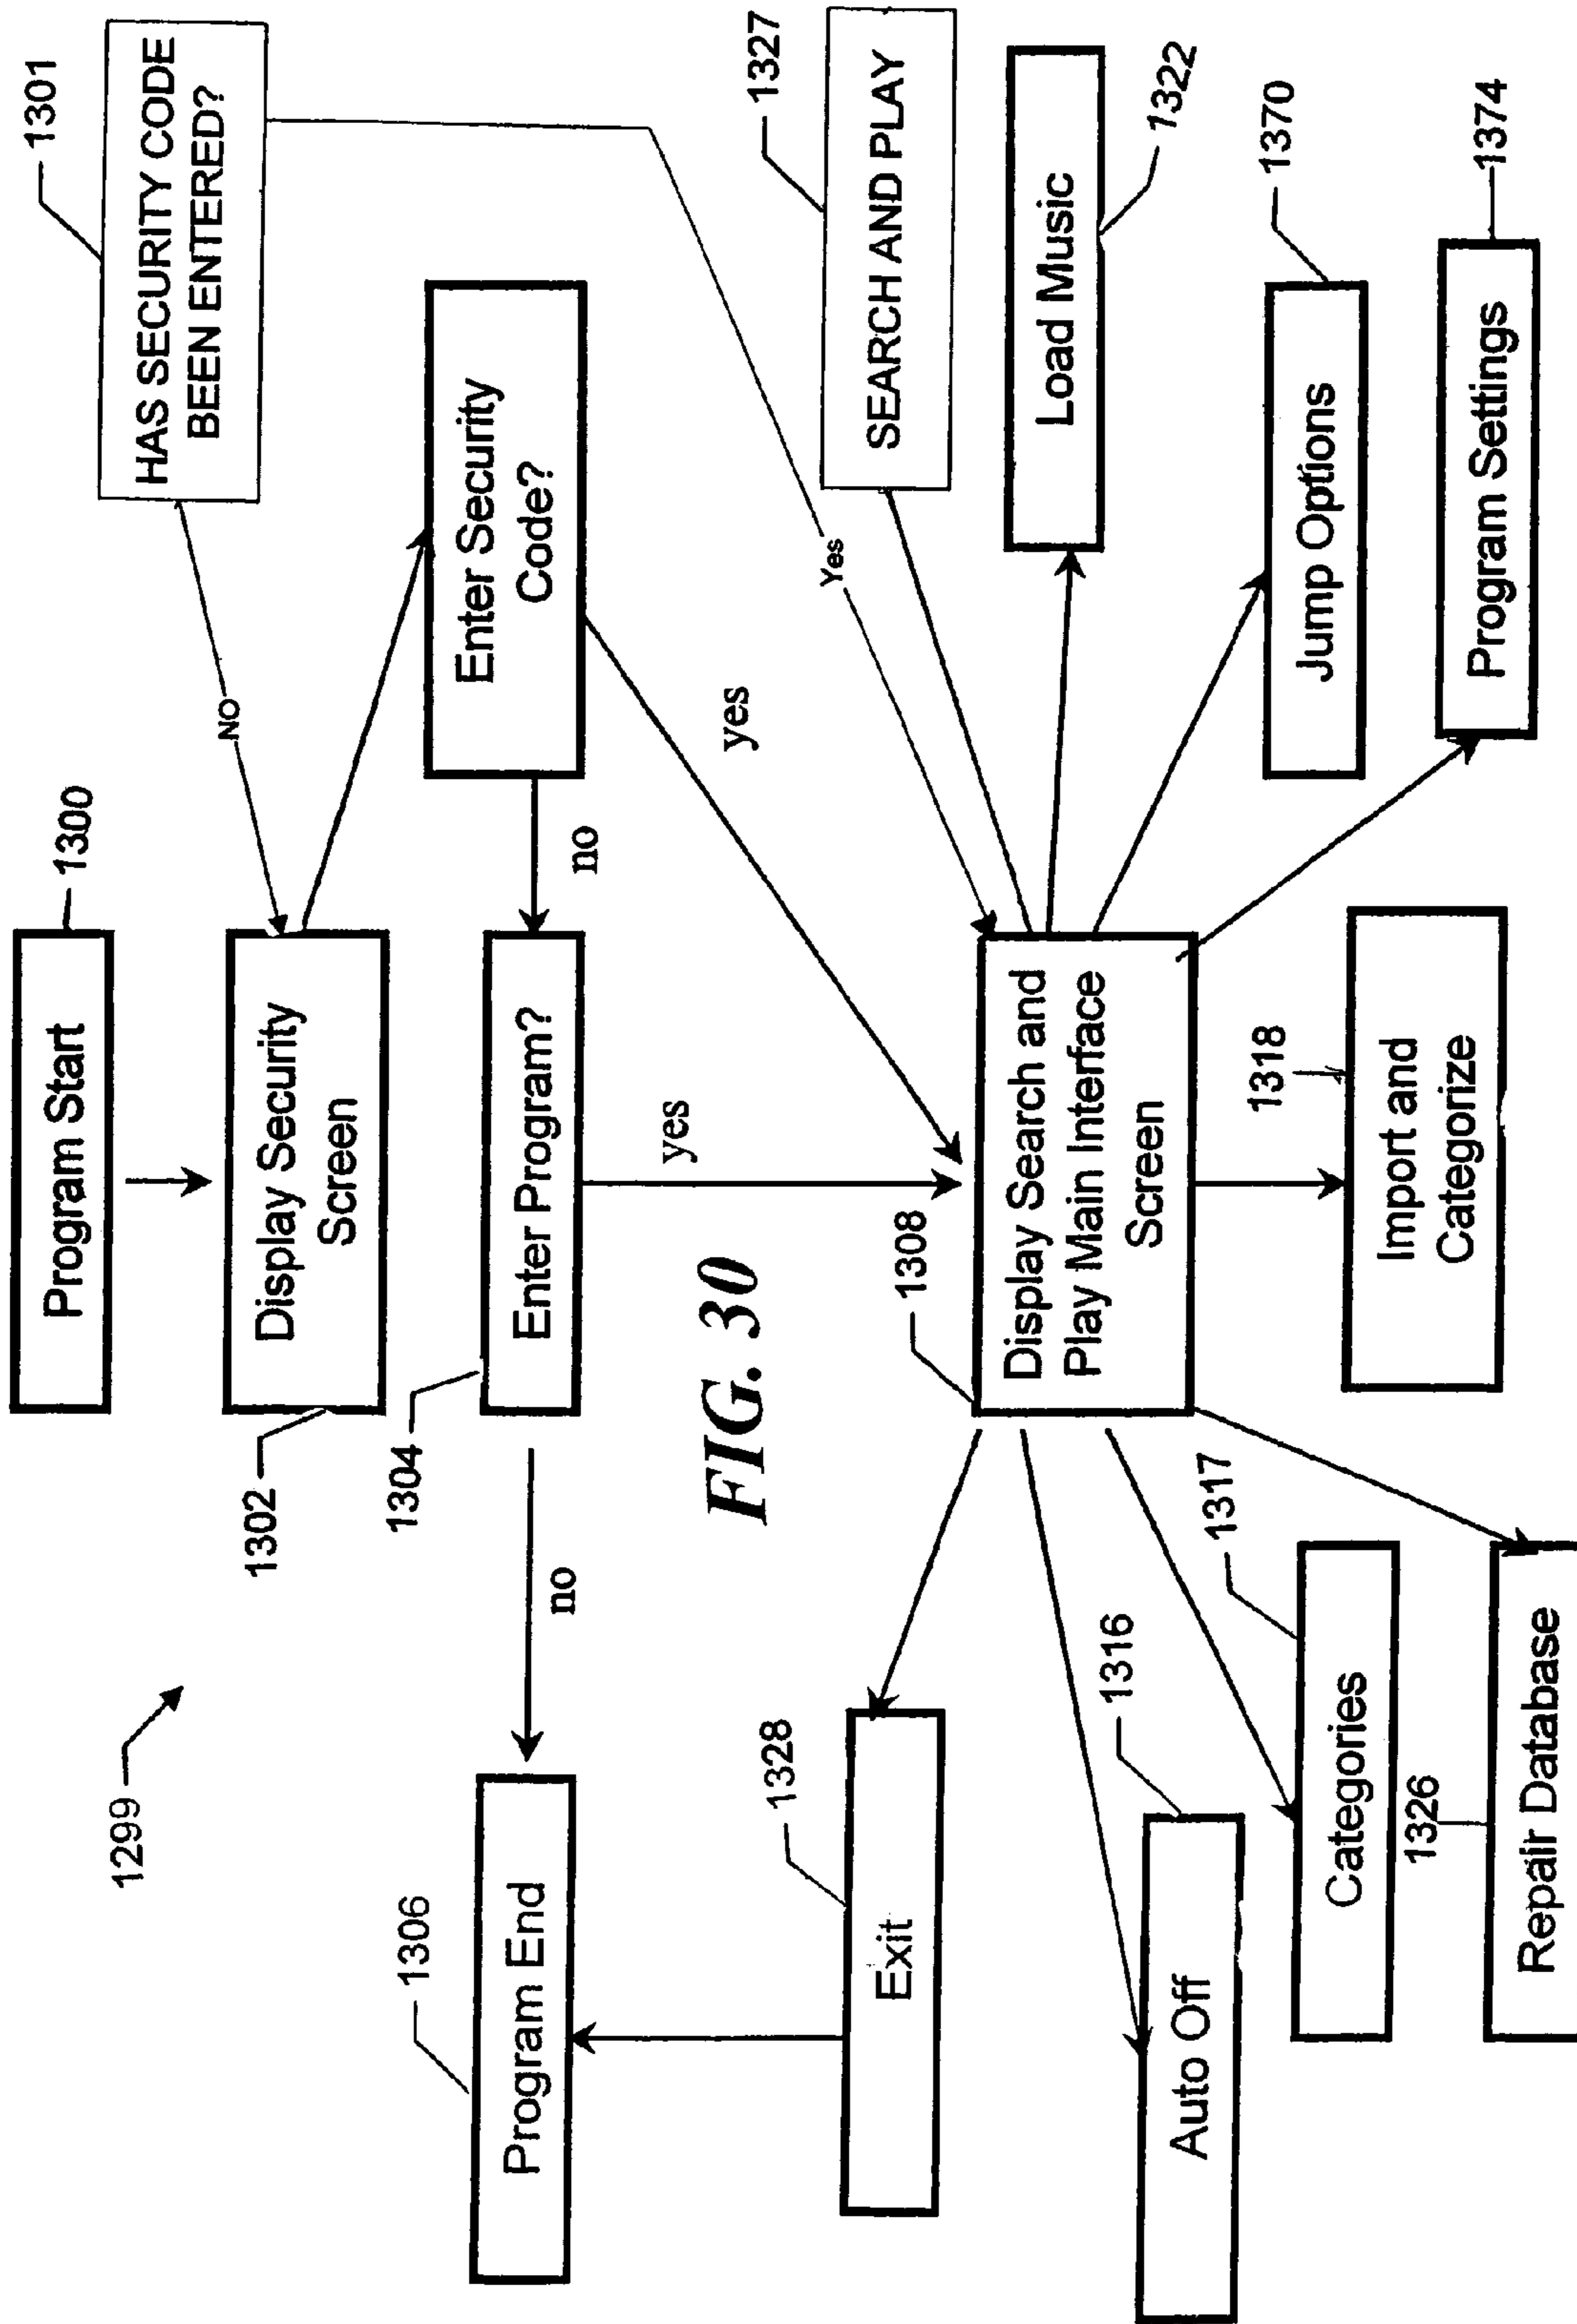 1299
Program Start
1300
HAS SECURITY CODE
BEEN ENTERED?
1301
NO
Display Security
Screen
1302
Enter Security
Code?
Enter Program?
1304
no
no
yes
yes
Yes
Program End
1306
FIG. 30
Display Search and
Play Main Interface
Screen
1308
SEARCH AND PLAY
1327
Load Music
1322
Jump Options
1370
Program Settings
1374
Exit
1328
Auto Off
1316
Categories
1317
Repair Database
1326
Import and
Categorize
1318